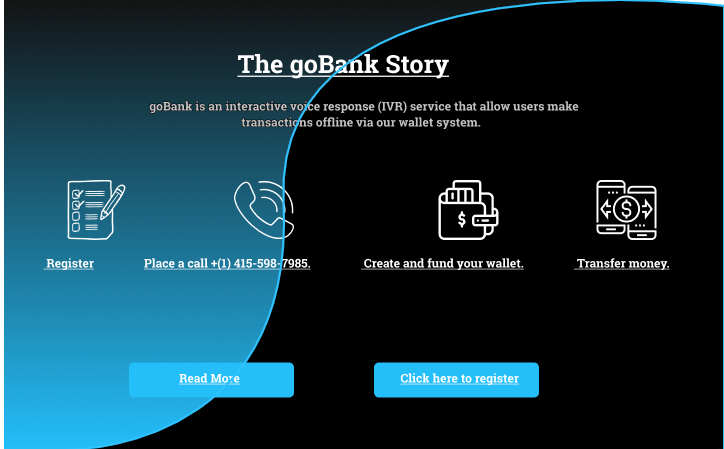 The goBank Story
goBank is an interactive voice response (IVR) service that allow users make
transactions offline via our wallet system.
Register
Place a call +(1) 415-598-7985.
Create and fund your wallet.
Transfer money.
Read More
Click here to register